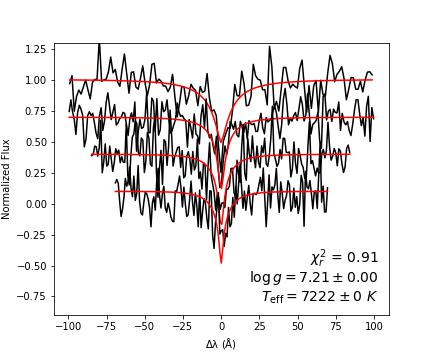 1.25
1.00
0.75
0.50
0.25
0.00
−0.25
−0.50
−0.75
Normalized Flux
χ²ᵣ = 0.91
log g = 7.21 ± 0.00
T_eff = 7222 ± 0 K
−100 −75 −50 −25 0 25 50 75 100
Δλ (Å)